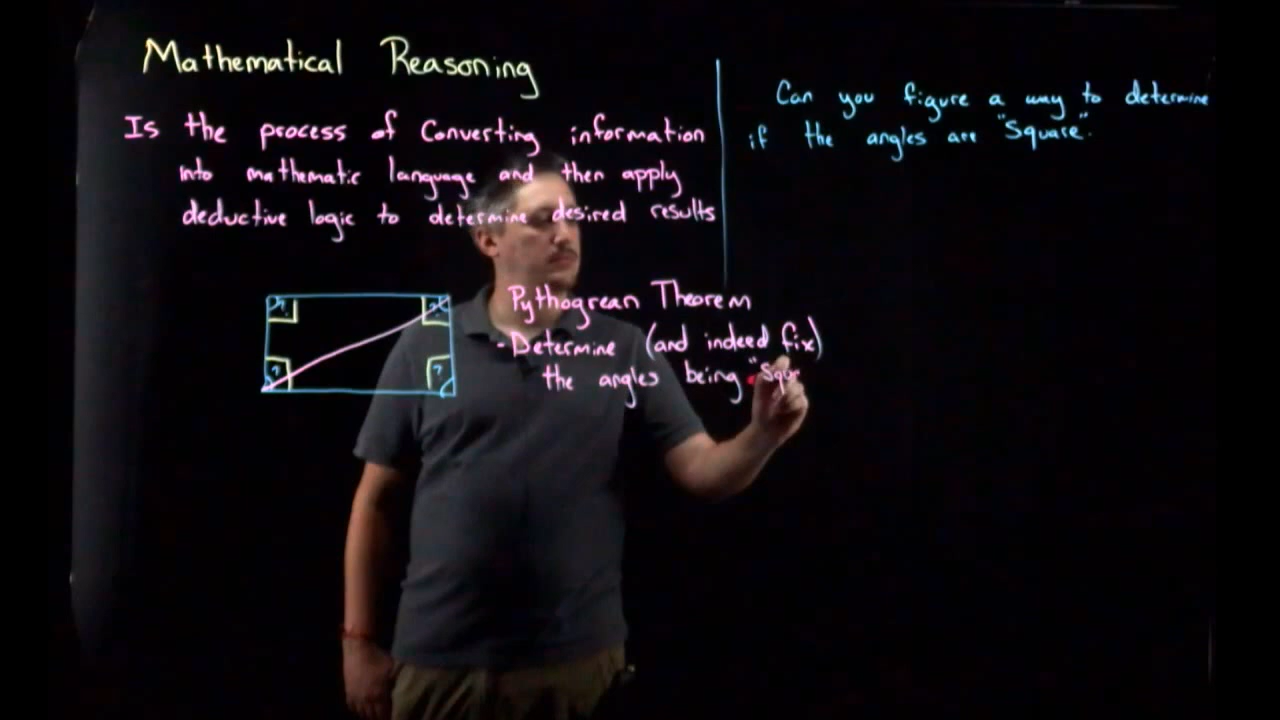 Mathematical Reasoning
Is the process of Converting information
into mathematic language and then apply
deductive logic to determine desired results
Can you figure a way to determine
if the angles are "Square".
?
?
?
?
Pythogrean Theorem
- Determine (and indeed fix)
the angles being "Squ